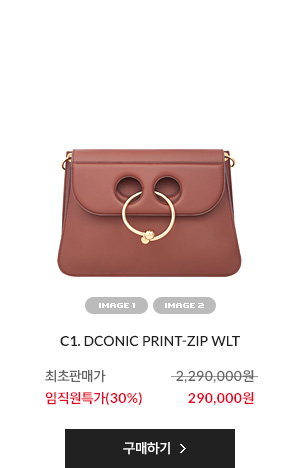 IMAGE 1 IMAGE 2
C1. DCONIC PRINT-ZIP WLT
최초판매가 2,290,000원
임직원특가(30%) 290,000원
구매하기 >